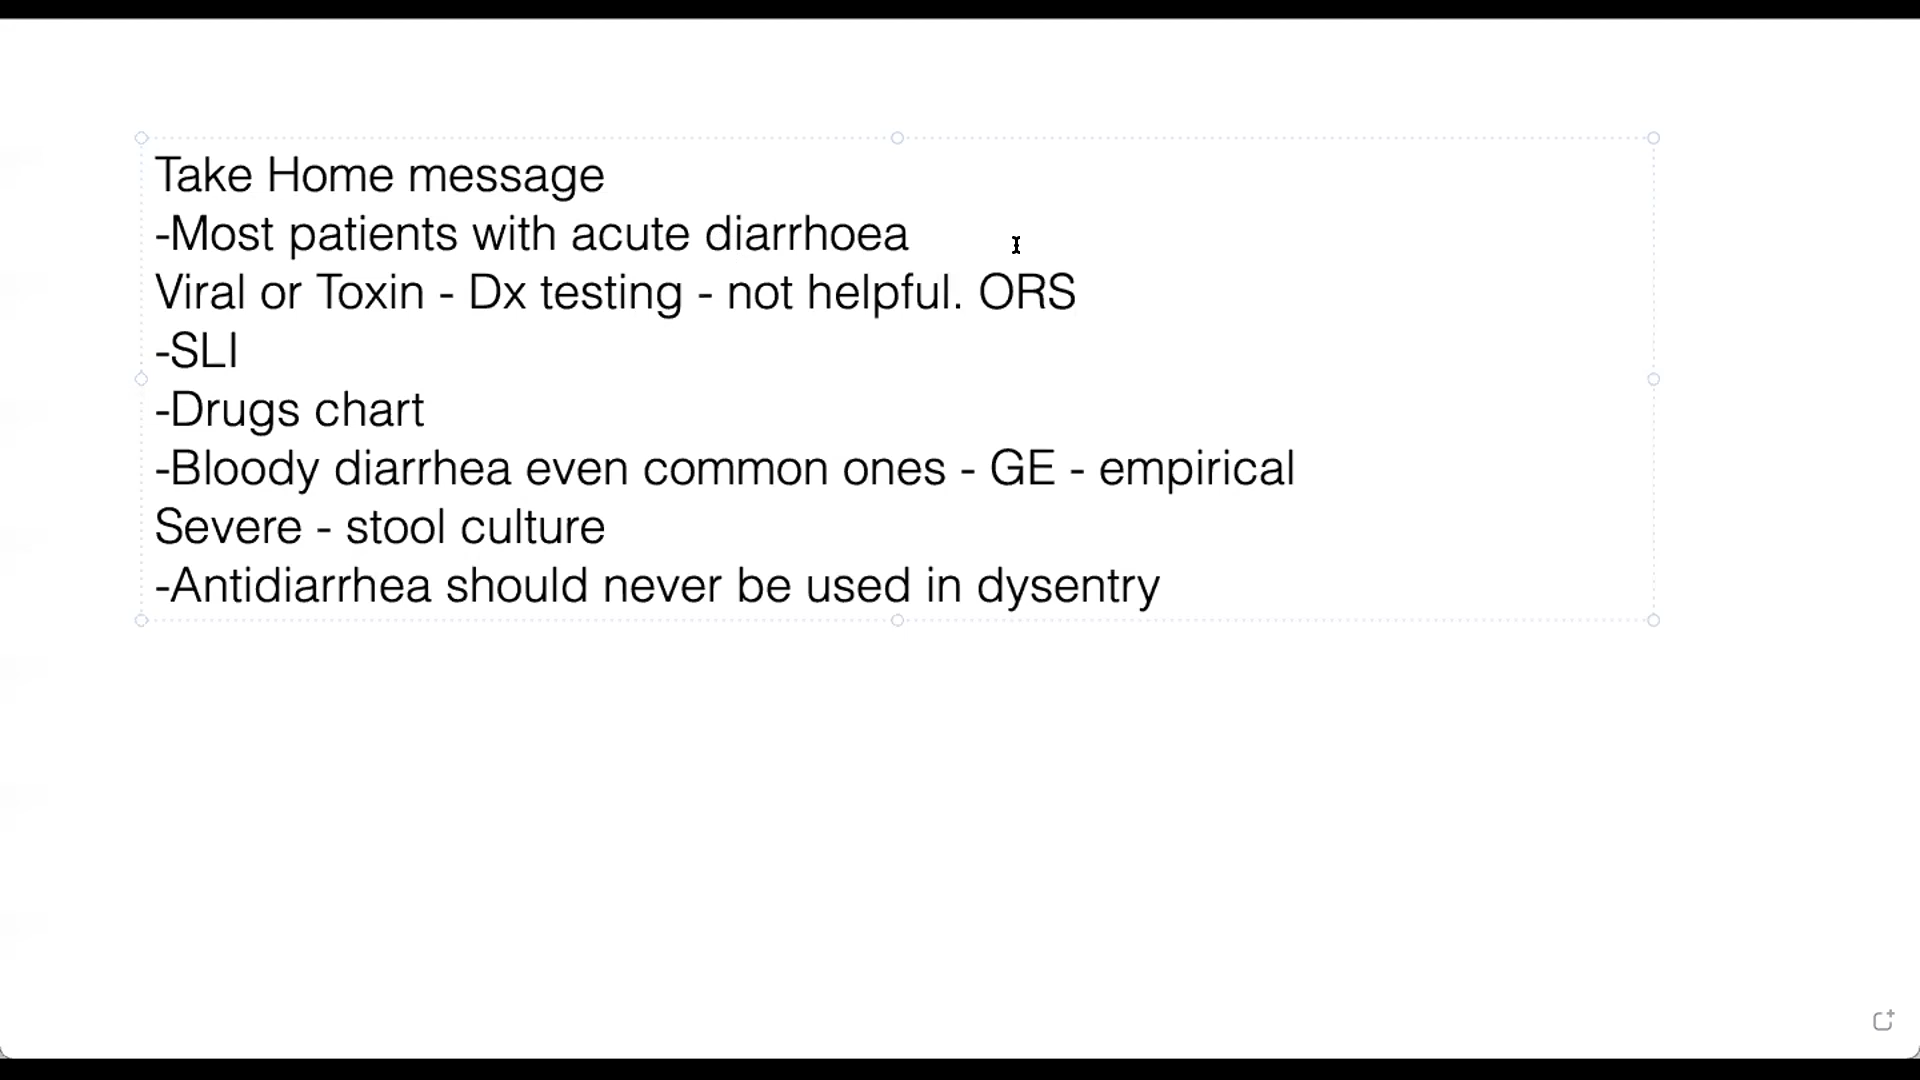 Take Home message
-Most patients with acute diarrhoea
Viral or Toxin - Dx testing - not helpful. ORS
-SLI
-Drugs chart
-Bloody diarrhea even common ones - GE - empirical
Severe - stool culture
-Antidiarrhea should never be used in dysentry